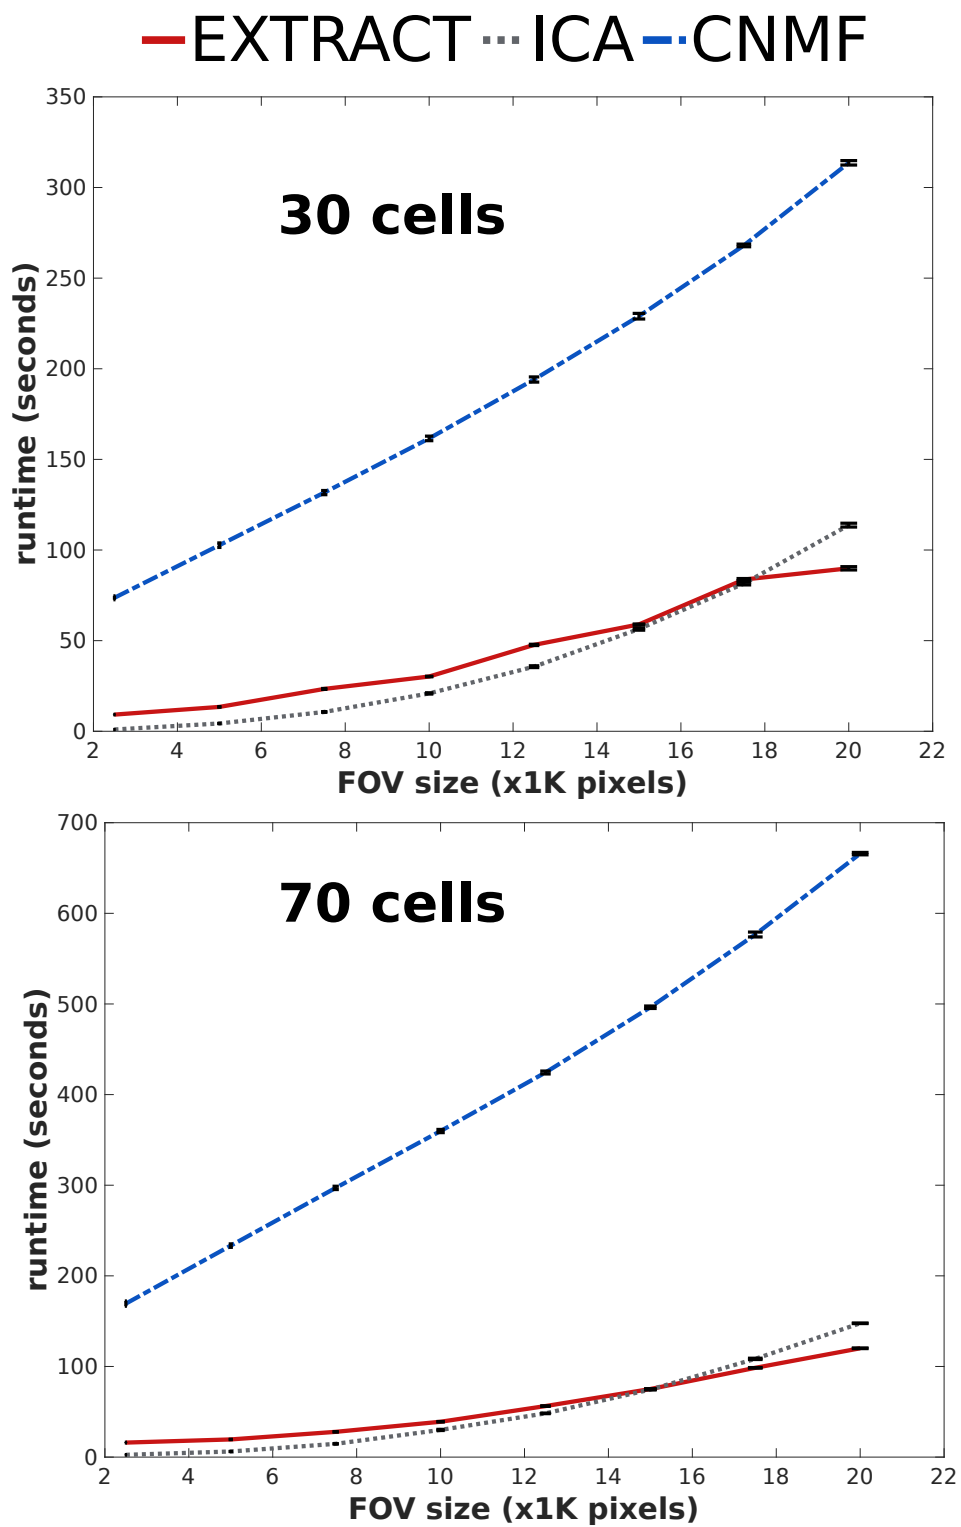 EXTRACT ICA CNMF
350
300
250
200
150
100
50
0
30 cells
runtime (seconds)
2 4 6 8 10 12 14 16 18 20 22
FOV size (x1K pixels)
700
600
500
400
300
200
100
0
70 cells
runtime (seconds)
2 4 6 8 10 12 14 16 18 20 22
FOV size (x1K pixels)